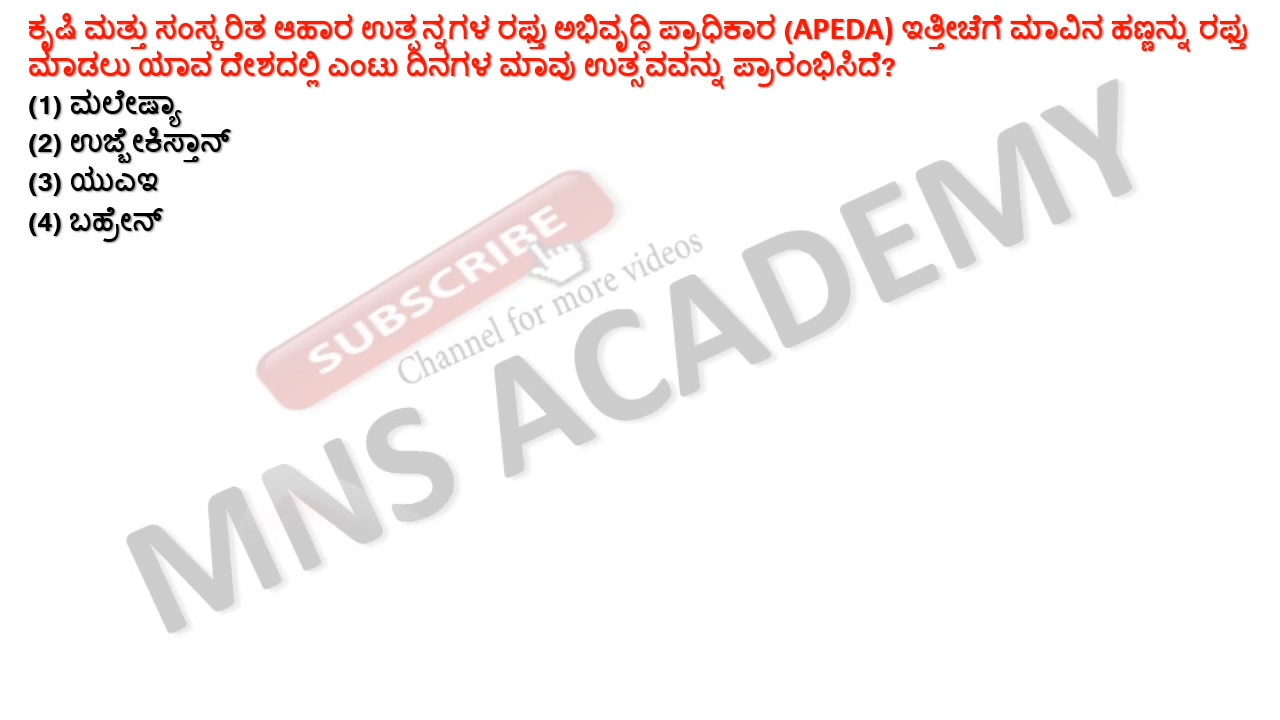 ಕೃಷಿ ಮತ್ತು ಸಂಸ್ಕರಿತ ಆಹಾರ ಉತ್ಪನ್ನಗಳ ರಫ್ತು ಅಭಿವೃದ್ಧಿ ಪ್ರಾಧಿಕಾರ (APEDA) ಇತ್ತೀಚೆಗೆ ಮಾವಿನ ಹಣ್ಣನ್ನು ರಫ್ತು
ಮಾಡಲು ಯಾವ ದೇಶದಲ್ಲಿ ಎಂಟು ದಿನಗಳ ಮಾವು ಉತ್ಸವವನ್ನು ಪ್ರಾರಂಭಿಸಿದೆ?
(1) ಮಲೇಷ್ಯಾ
(2) ಉಜ್ಬೇಕಿಸ್ತಾನ್
(3) ಯುಎಇ
(4) ಬಹ್ರೇನ್
SUBSCRIBE
Channel for more videos
MNS ACADEMY